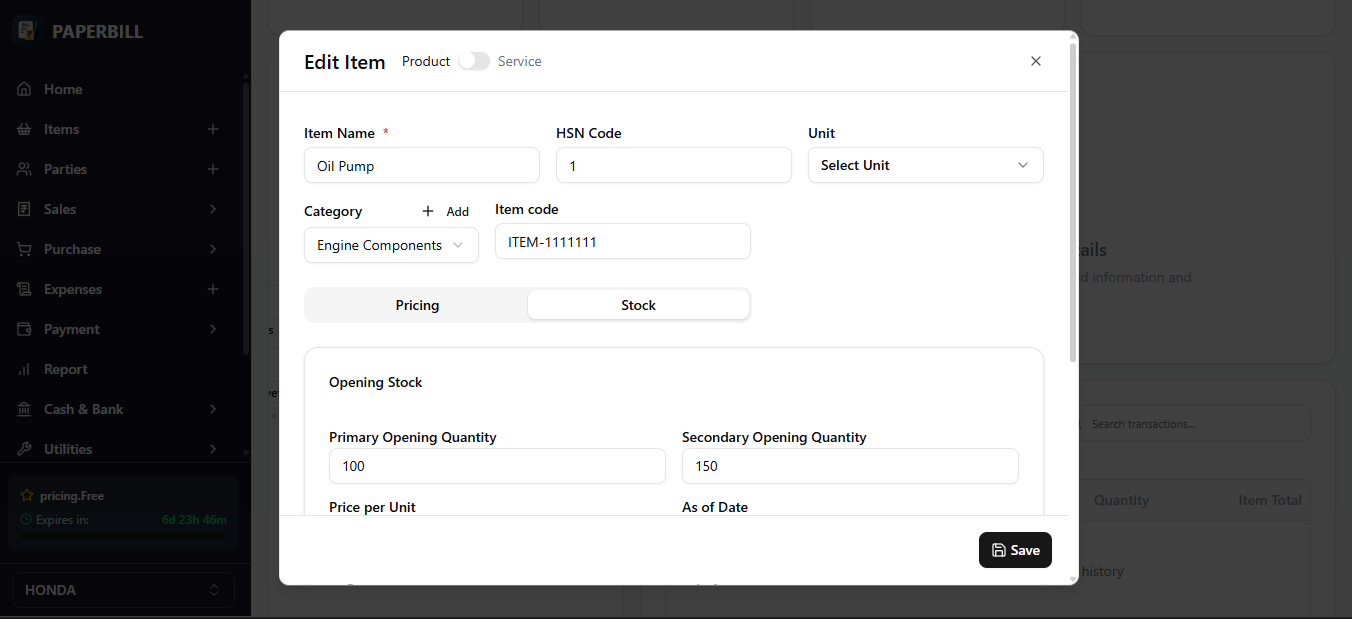 PAPERBILL
Home
Items
Parties
Sales
Purchase
Expenses
Payment
Report
Cash & Bank
Utilities
pricing.Free
Expires in: 6d 23h 46m
HONDA
Edit Item Product Service
Item Name * HSN Code Unit
Oil Pump 1 Select Unit
Category + Add Item code
Engine Components ITEM-1111111
Pricing Stock
Opening Stock
Primary Opening Quantity Secondary Opening Quantity
100 150
Price per Unit As of Date
Save
ails
d information and
Search transactions...
Quantity Item Total
history